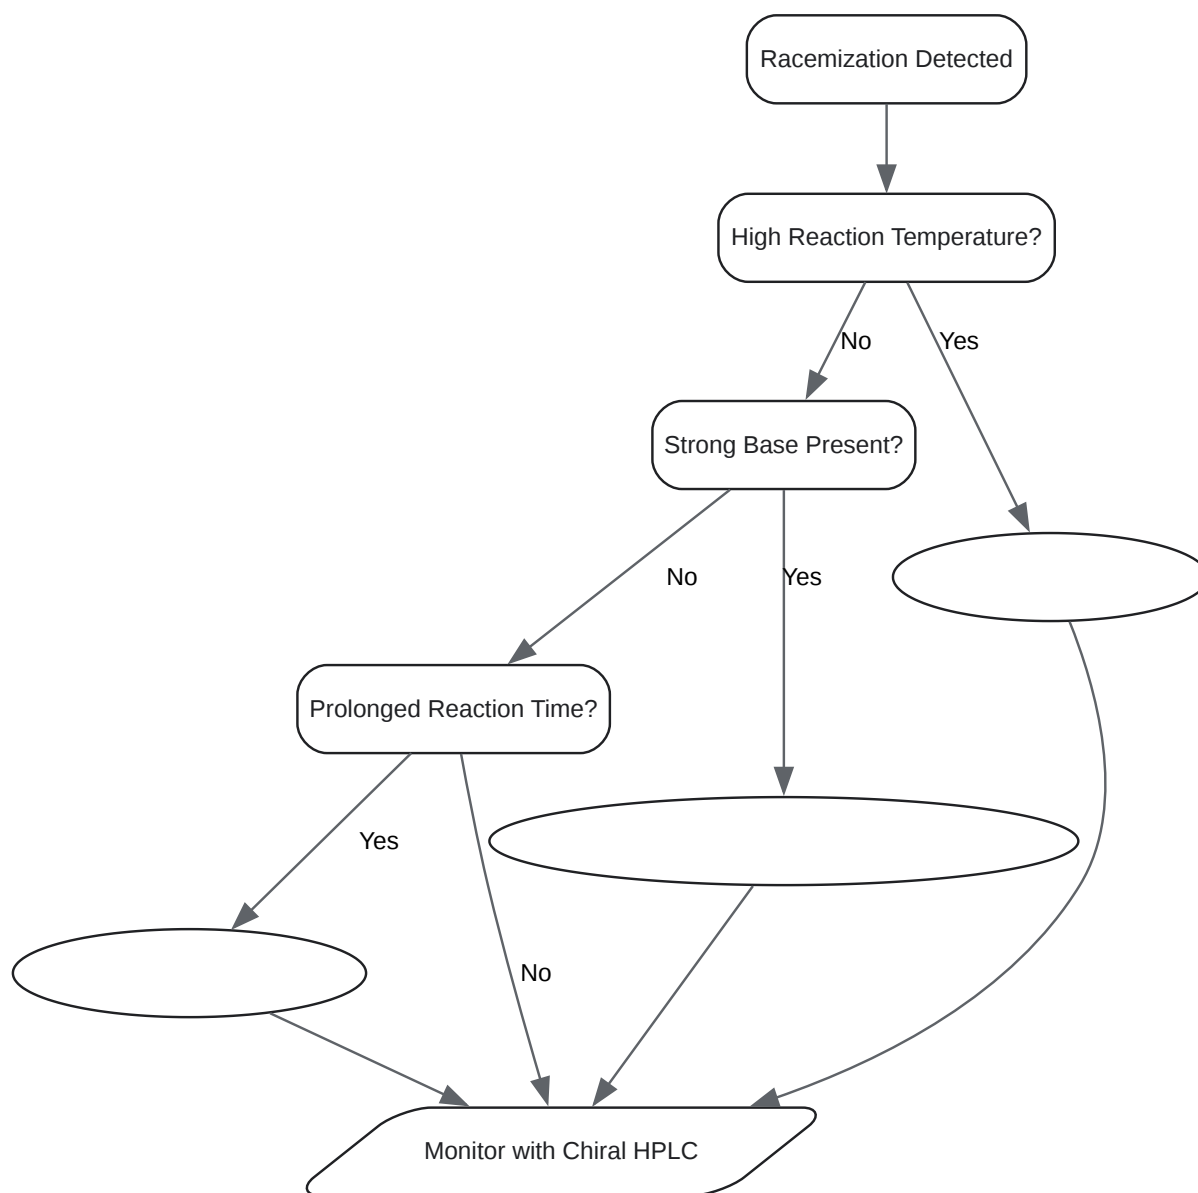 Racemization Detected
High Reaction Temperature?
No
Yes
Strong Base Present?
No
Yes
Prolonged Reaction Time?
Yes
No
Monitor with Chiral HPLC